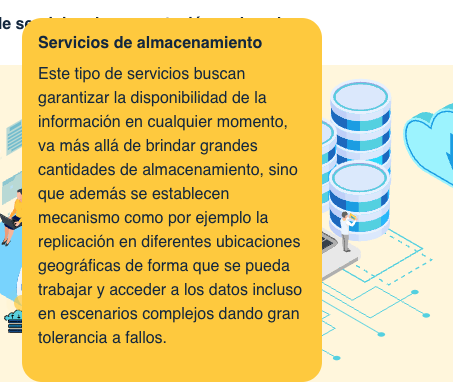 Servicios de almacenamiento
Este tipo de servicios buscan
garantizar la disponibilidad de la
información en cualquier momento,
va más allá de brindar grandes
cantidades de almacenamiento, sino
que además se establecen
mecanismo como por ejemplo la
replicación en diferentes ubicaciones
geográficas de forma que se pueda
trabajar y acceder a los datos incluso
en escenarios complejos dando gran
tolerancia a fallos.